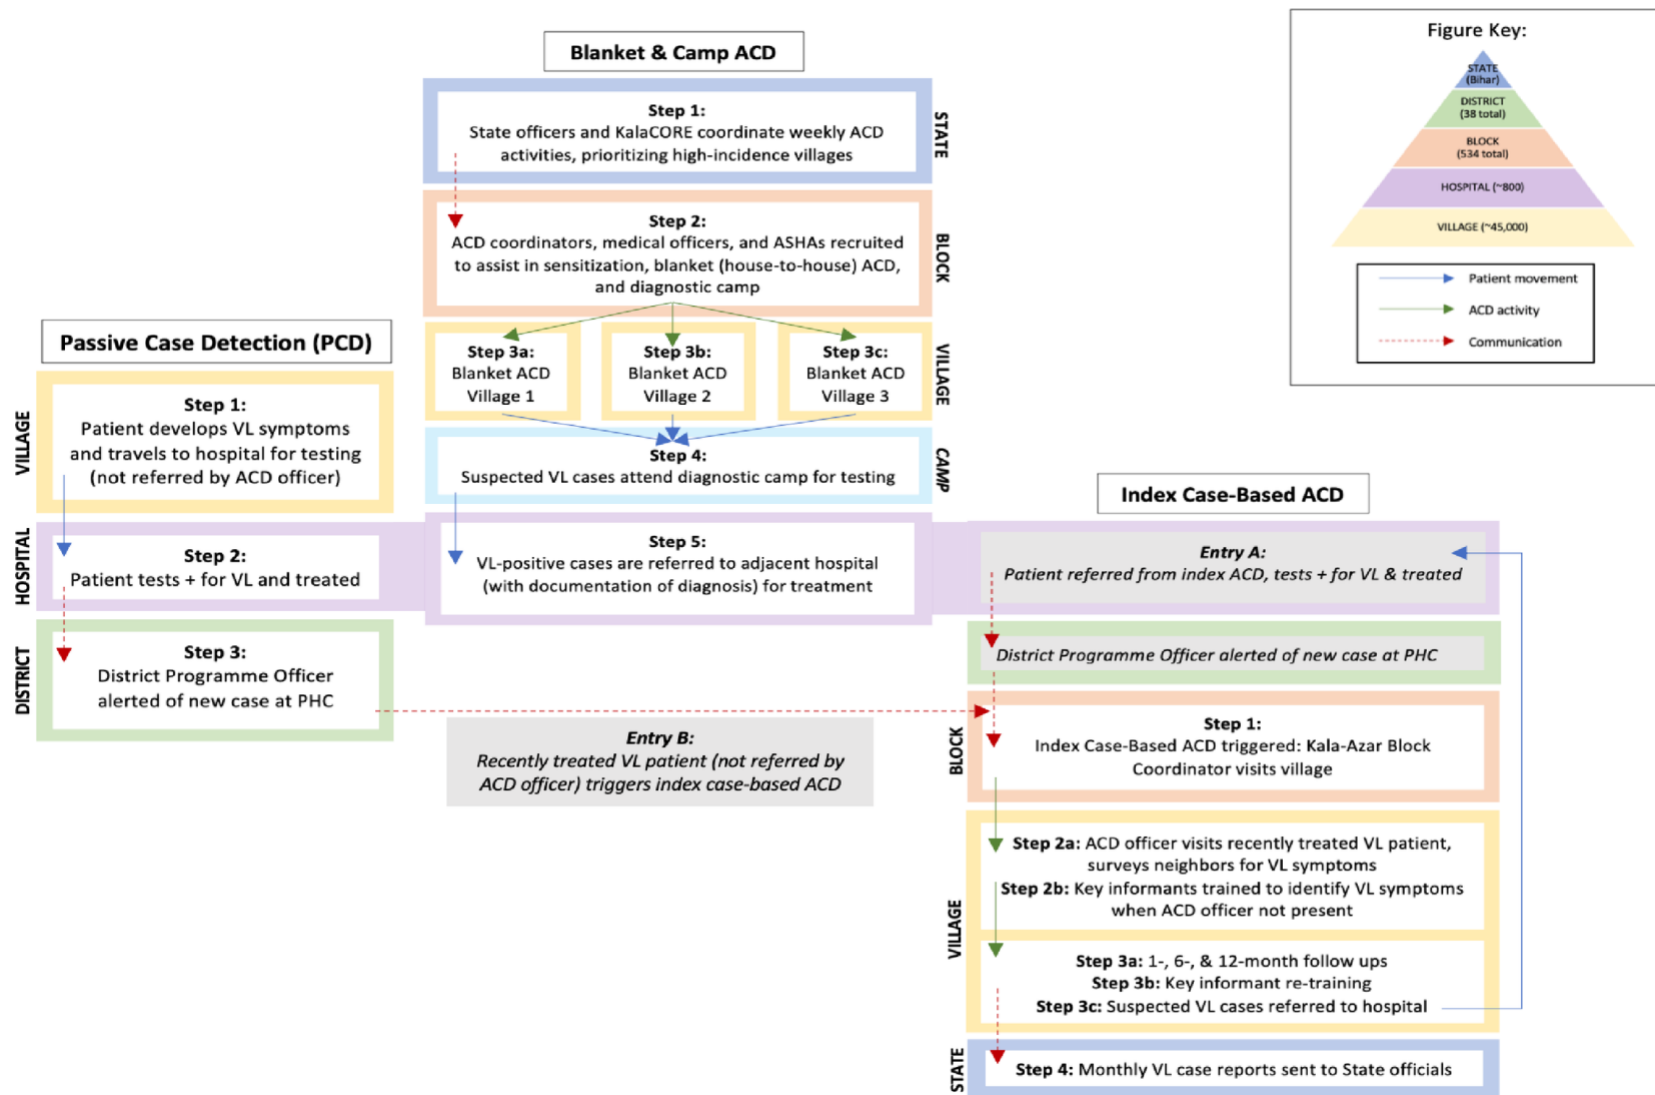 Figure Key:
STATE
(Bihar)
DISTRICT
(38 total)
BLOCK
(534 total)
HOSPITAL (~800)
VILLAGE (~45,000)
Patient movement
ACD activity
Communication
Blanket & Camp ACD
STATE
Step 1:
State officers and KalaCORE coordinate weekly ACD
activities, prioritizing high-incidence villages
BLOCK
Step 2:
ACD coordinators, medical officers, and ASHAs recruited
to assist in sensitization, blanket (house-to-house) ACD,
and diagnostic camp
VILLAGE
Step 3a:
Blanket ACD
Village 1
Step 3b:
Blanket ACD
Village 2
Step 3c:
Blanket ACD
Village 3
CAMP
Step 4:
Suspected VL cases attend diagnostic camp for testing
Step 5:
VL-positive cases are referred to adjacent hospital
(with documentation of diagnosis) for treatment
Passive Case Detection (PCD)
VILLAGE
Step 1:
Patient develops VL symptoms
and travels to hospital for testing
(not referred by ACD officer)
HOSPITAL
Step 2:
Patient tests + for VL and treated
DISTRICT
Step 3:
District Programme Officer
alerted of new case at PHC
Entry B:
Recently treated VL patient (not referred by
ACD officer) triggers index case-based ACD
Index Case-Based ACD
Entry A:
Patient referred from index ACD, tests + for VL & treated
District Programme Officer alerted of new case at PHC
BLOCK
Step 1:
Index Case-Based ACD triggered: Kala-Azar Block
Coordinator visits village
VILLAGE
Step 2a: ACD officer visits recently treated VL patient,
surveys neighbors for VL symptoms
Step 2b: Key informants trained to identify VL symptoms
when ACD officer not present
Step 3a: 1-, 6-, & 12-month follow ups
Step 3b: Key informant re-training
Step 3c: Suspected VL cases referred to hospital
STATE
Step 4: Monthly VL case reports sent to State officials